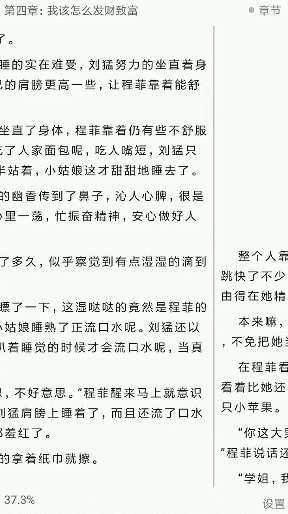 第四章：我该怎么发财致富
了。
睡的实在难受，刘猛努力的坐直着身
己的肩膀更高一些，让程菲靠着能舒
坐直了身体，程菲靠着仍有些不舒服
吃了人家面包呢，吃人嘴短，刘猛只
半站着，小姑娘这才甜甜地睡去了。
的幽香传到了鼻子，沁人心脾，很是
心里一荡，忙振奋精神，安心做好人
了多久，似乎察觉到有点湿湿的滴到
瞟了一下，这湿哒哒的竟然是程菲的
小姑娘睡熟了正流口水呢。刘猛还以
趴着睡觉的时候才会流口水呢，当真
，不好意思。”程菲醒来马上就意识
刘猛肩膀上睡着了，而且还流了口水
都羞红了。
的拿着纸巾就擦。
37.3%
章节
整个人靠
跳快了不少
由得在她精
本来嘛，
，不免把她
在程菲看
看着比她还
只小苹果。
“你这大男
”程菲说话还
“学姐，我
设置